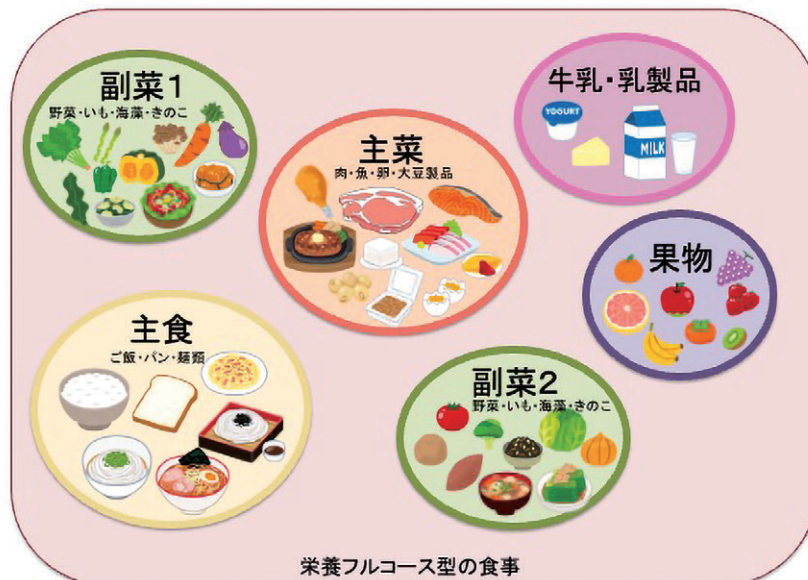 副菜1
野菜・いも・海藻・きのこ
主菜
肉・魚・卵・大豆製品
牛乳・乳製品
YOGURT
MILK
果物
主食
ご飯・パン・麺類
副菜2
野菜・いも・海藻・きのこ
栄養フルコース型の食事